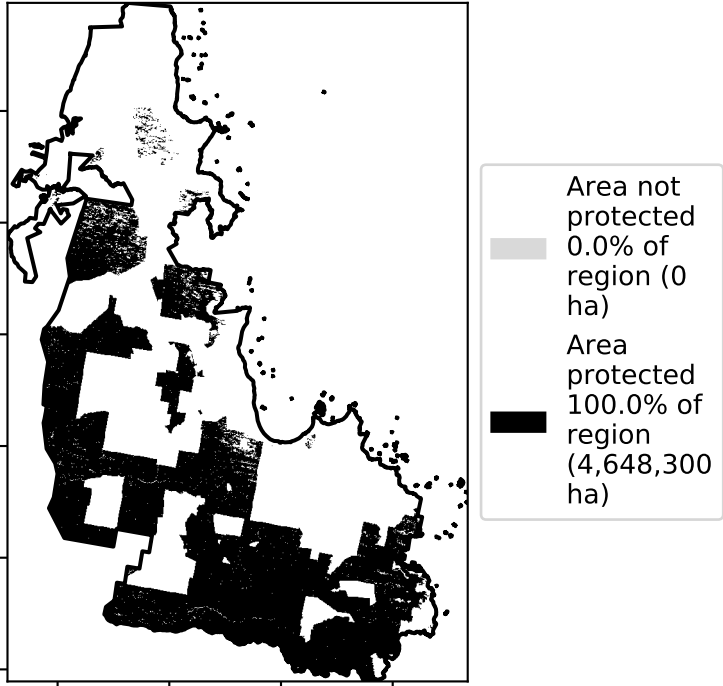 Area not
protected
0.0% of
region (0
ha)
Area
protected
100.0% of
region
(4,648,300
ha)